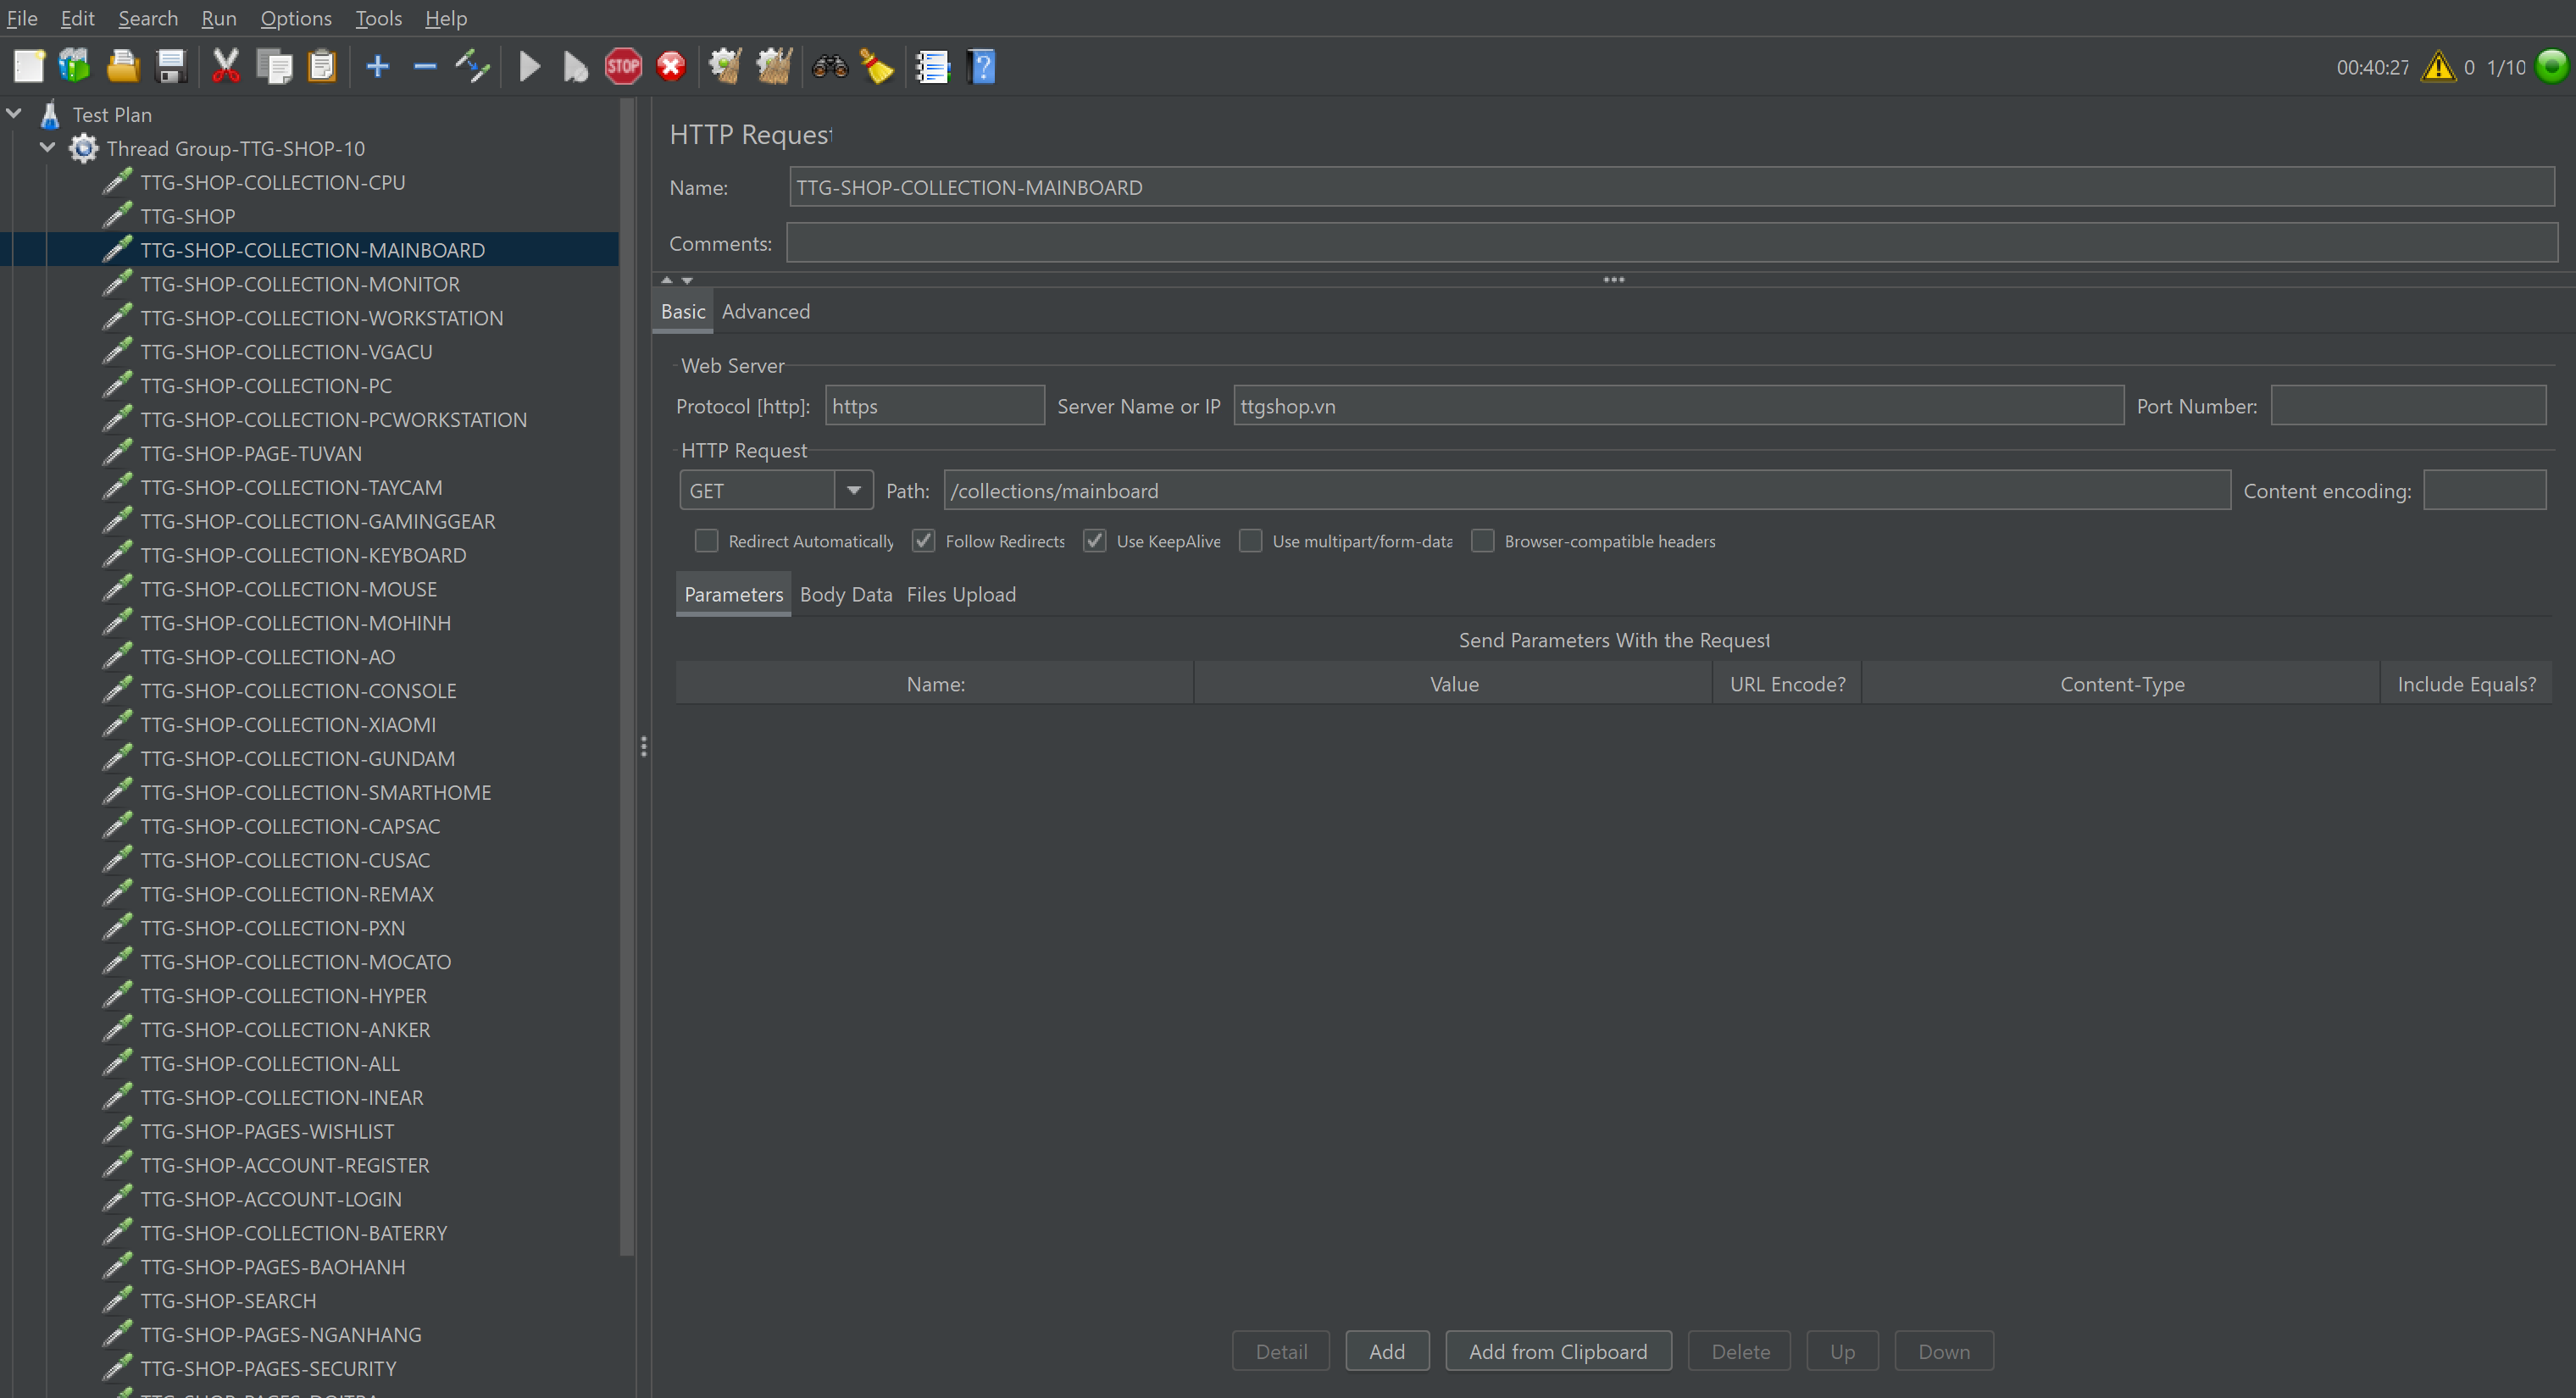 File Edit Search Run Options Tools Help
STOP
00:40:27 0 1/10
Test Plan
Thread Group-TTG-SHOP-10
TTG-SHOP-COLLECTION-CPU
TTG-SHOP
TTG-SHOP-COLLECTION-MAINBOARD
TTG-SHOP-COLLECTION-MONITOR
TTG-SHOP-COLLECTION-WORKSTATION
TTG-SHOP-COLLECTION-VGACU
TTG-SHOP-COLLECTION-PC
TTG-SHOP-COLLECTION-PCWORKSTATION
TTG-SHOP-PAGE-TUVAN
TTG-SHOP-COLLECTION-TAYCAM
TTG-SHOP-COLLECTION-GAMINGGEAR
TTG-SHOP-COLLECTION-KEYBOARD
TTG-SHOP-COLLECTION-MOUSE
TTG-SHOP-COLLECTION-MOHINH
TTG-SHOP-COLLECTION-AO
TTG-SHOP-COLLECTION-CONSOLE
TTG-SHOP-COLLECTION-XIAOMI
TTG-SHOP-COLLECTION-GUNDAM
TTG-SHOP-COLLECTION-SMARTHOME
TTG-SHOP-COLLECTION-CAPSAC
TTG-SHOP-COLLECTION-CUSAC
TTG-SHOP-COLLECTION-REMAX
TTG-SHOP-COLLECTION-PXN
TTG-SHOP-COLLECTION-MOCATO
TTG-SHOP-COLLECTION-HYPER
TTG-SHOP-COLLECTION-ANKER
TTG-SHOP-COLLECTION-ALL
TTG-SHOP-COLLECTION-INEAR
TTG-SHOP-PAGES-WISHLIST
TTG-SHOP-ACCOUNT-REGISTER
TTG-SHOP-ACCOUNT-LOGIN
TTG-SHOP-COLLECTION-BATERRY
TTG-SHOP-PAGES-BAOHANH
TTG-SHOP-SEARCH
TTG-SHOP-PAGES-NGANHANG
TTG-SHOP-PAGES-SECURITY
HTTP Request
Name: TTG-SHOP-COLLECTION-MAINBOARD
Comments:
Basic Advanced
Web Server
Protocol [http]: https Server Name or IP ttgshop.vn Port Number:
HTTP Request
GET Path: /collections/mainboard Content encoding:
Redirect Automatically Follow Redirects Use KeepAlive Use multipart/form-data Browser-compatible headers
Parameters Body Data Files Upload
Send Parameters With the Request
Name: Value URL Encode? Content-Type Include Equals?
Detail Add Add from Clipboard Delete Up Down